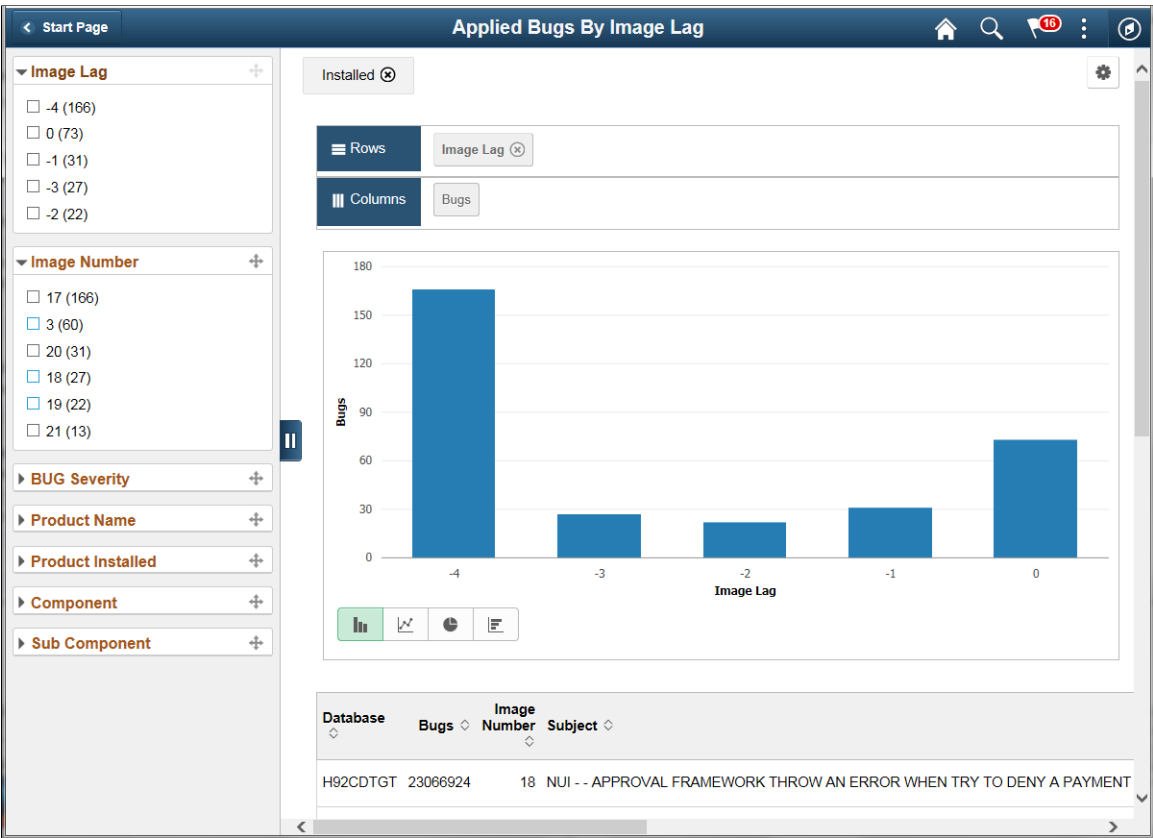 Start Page
Applied Bugs By Image Lag
16
Image Lag
-4 (166)
0 (73)
-1 (31)
-3 (27)
-2 (22)
Image Number
17 (166)
3 (60)
20 (31)
18 (27)
19 (22)
21 (13)
BUG Severity
Product Name
Product Installed
Component
Sub Component
Installed
Rows
Image Lag
Columns
Bugs
180
150
120
90
60
30
0
Bugs
-4 -3 -2 -1 0
Image Lag
Database Bugs Image Number Subject
H92CDTGT 23066924 18 NUI - - APPROVAL FRAMEWORK THROW AN ERROR WHEN TRY TO DENY A PAYMENT